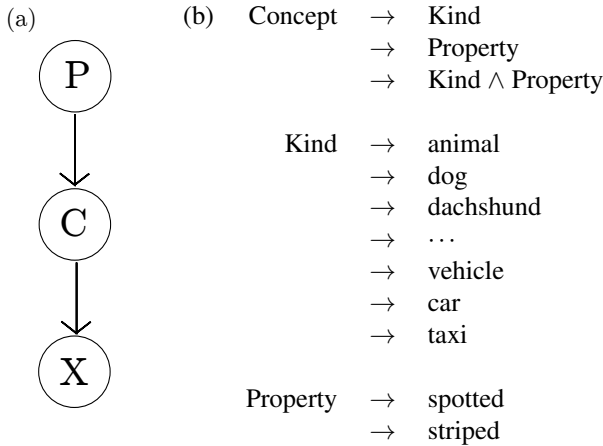 (a)
P
C
X
(b)
Concept → Kind
→ Property
→ Kind ∧ Property
Kind → animal
→ dog
→ dachshund
→ ⋯
→ vehicle
→ car
→ taxi
Property → spotted
→ striped